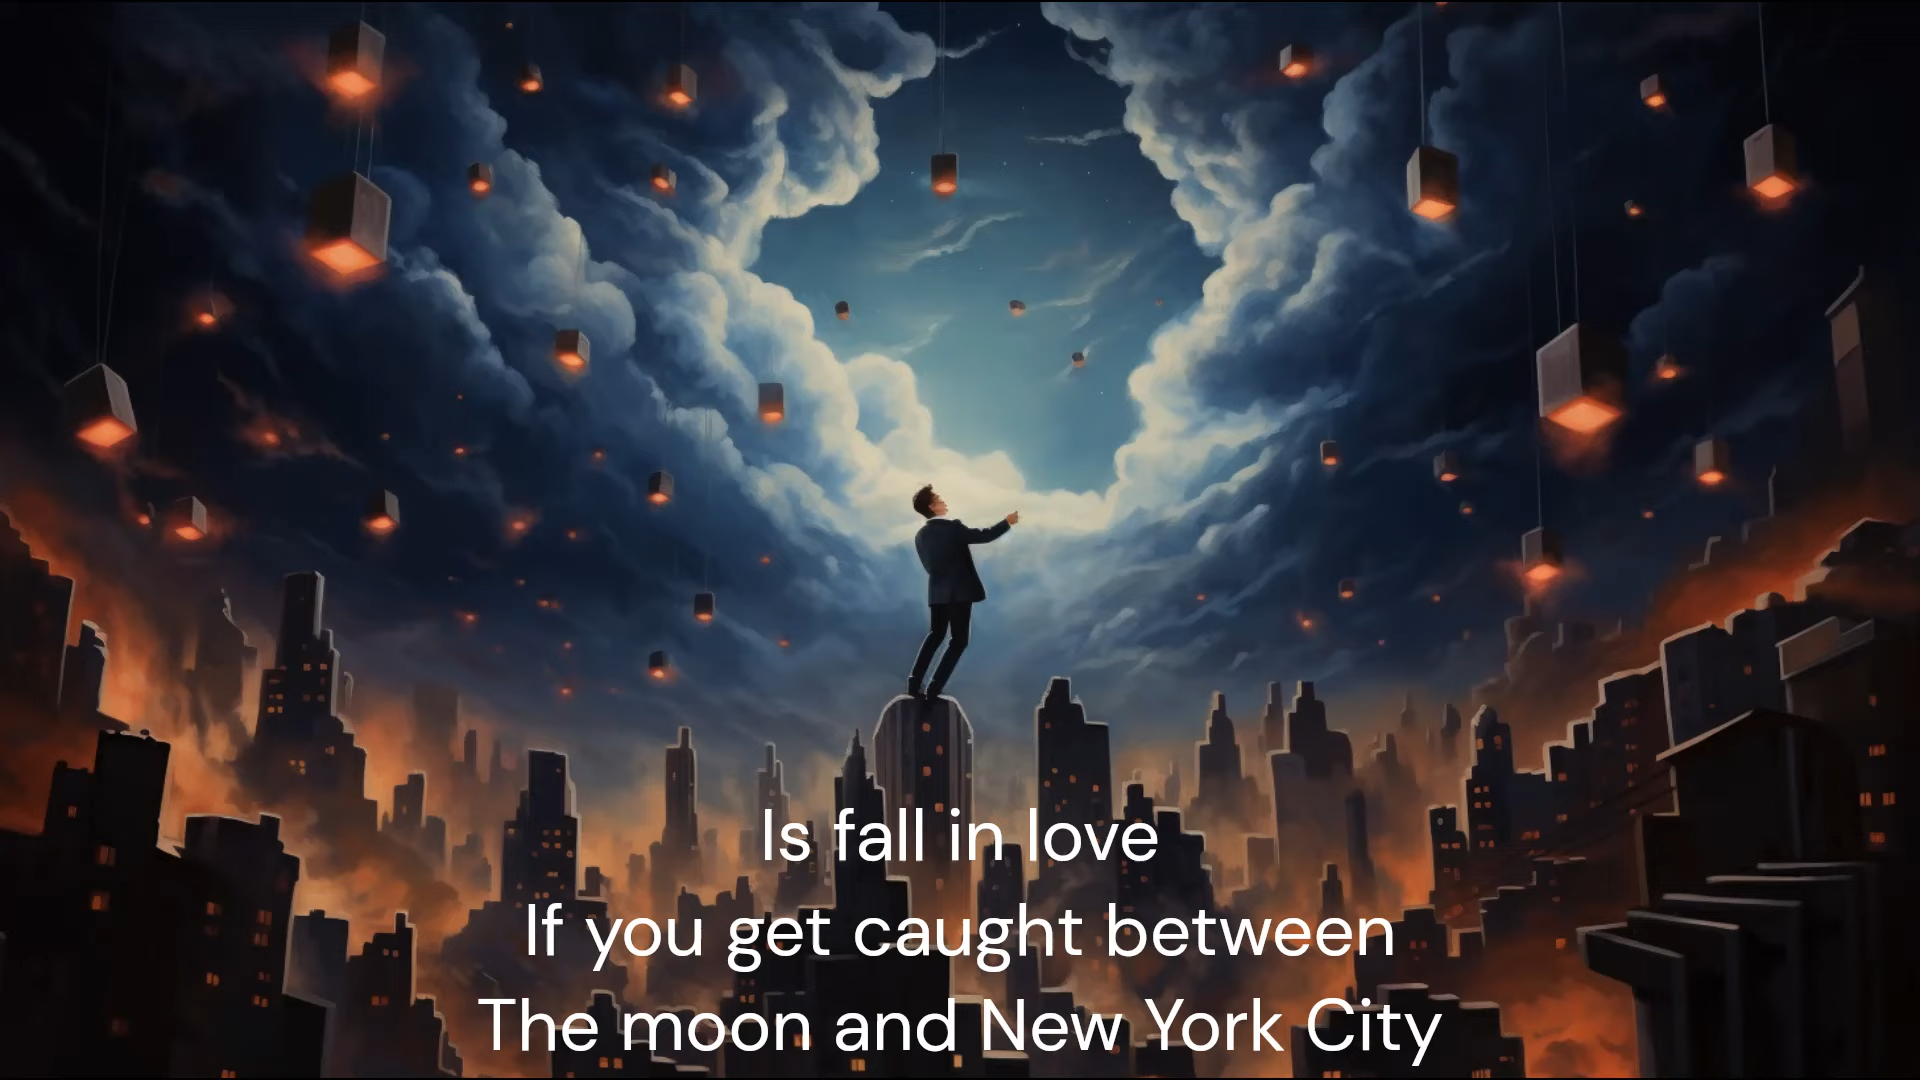 Is fall in love
If you get caught between
The moon and New York City